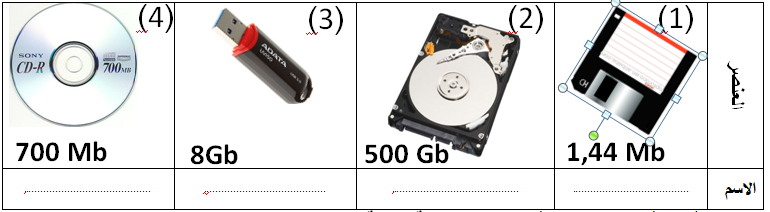 العنصر
(1)
1,44 Mb
(2)
500 Gb
(3)
ADATA
8Gb
(4)
SONY
CD-R 700MB
700 Mb
الاسم